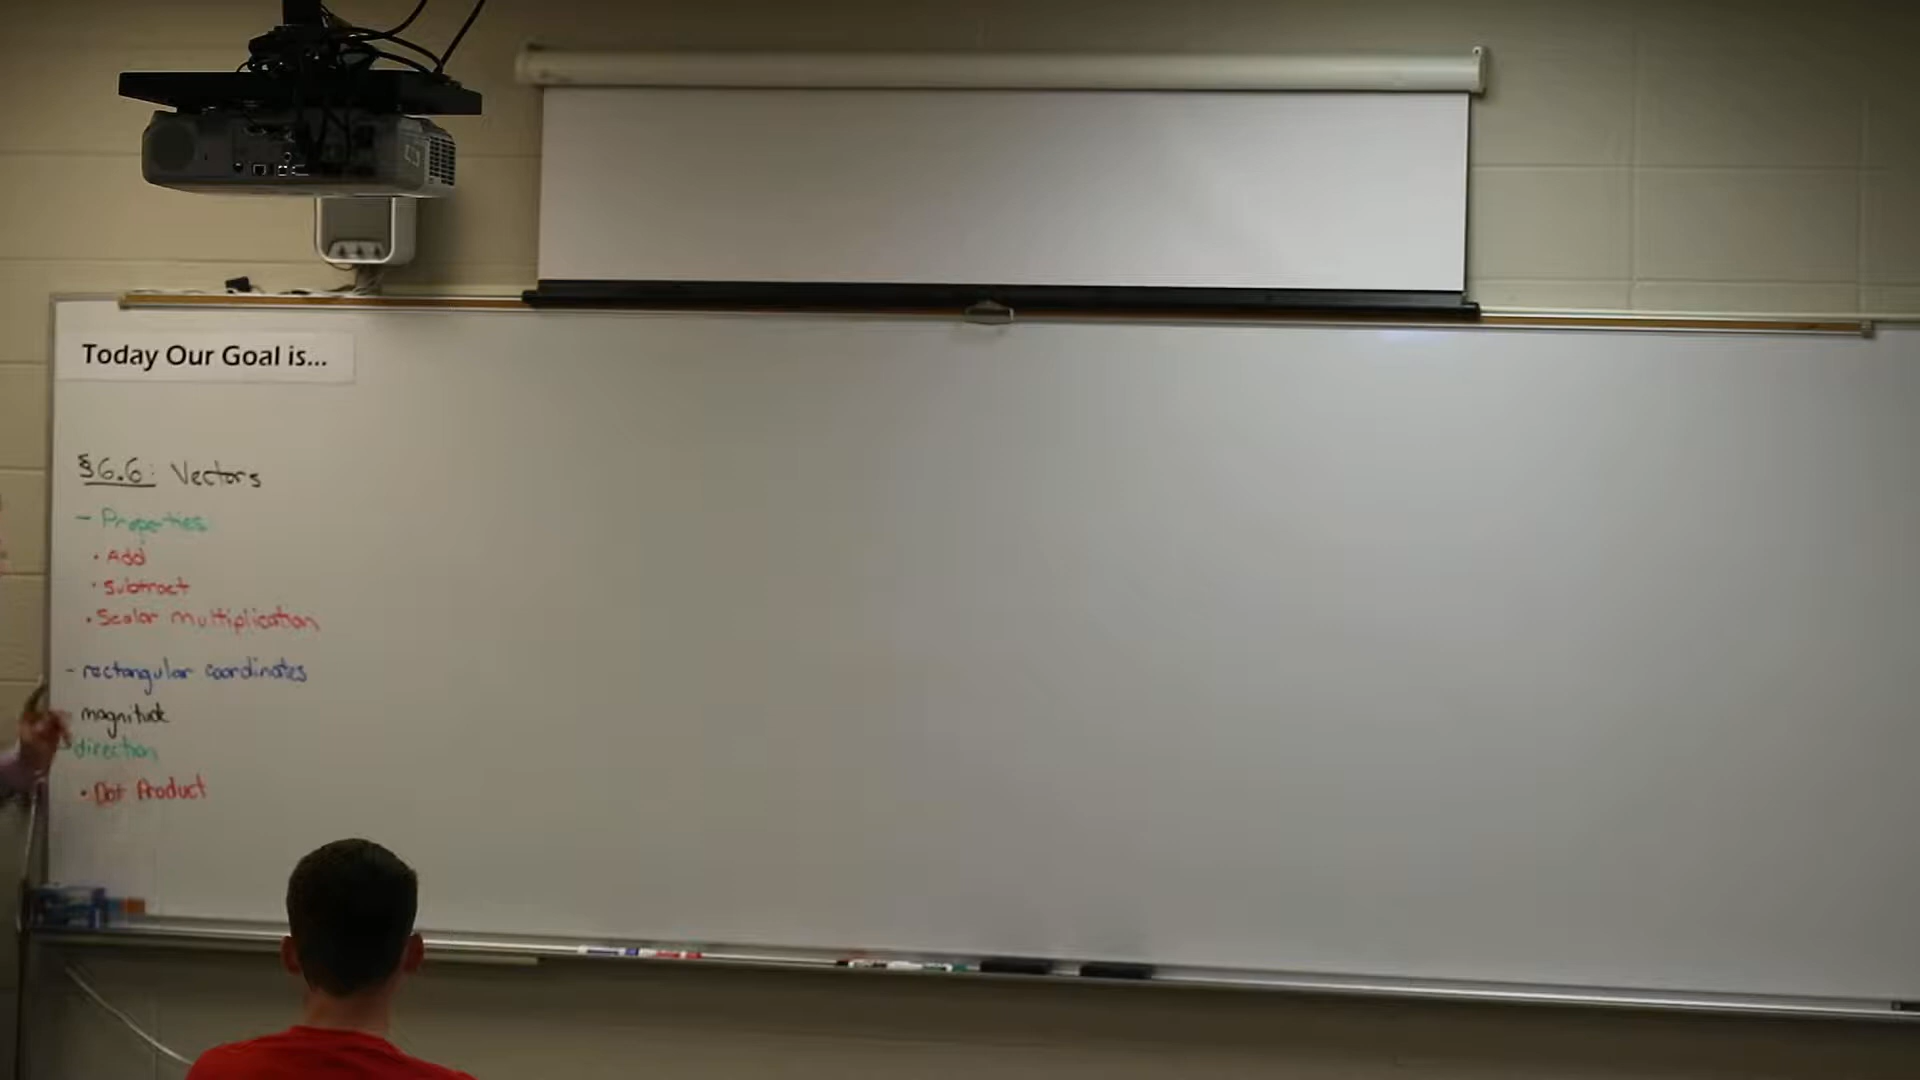 Today Our Goal is...
§6.6: Vectors
- Properties
• Add
• Subtract
• Scalar multiplication
- rectangular coordinates
- magnitude
direction
• Dot Product